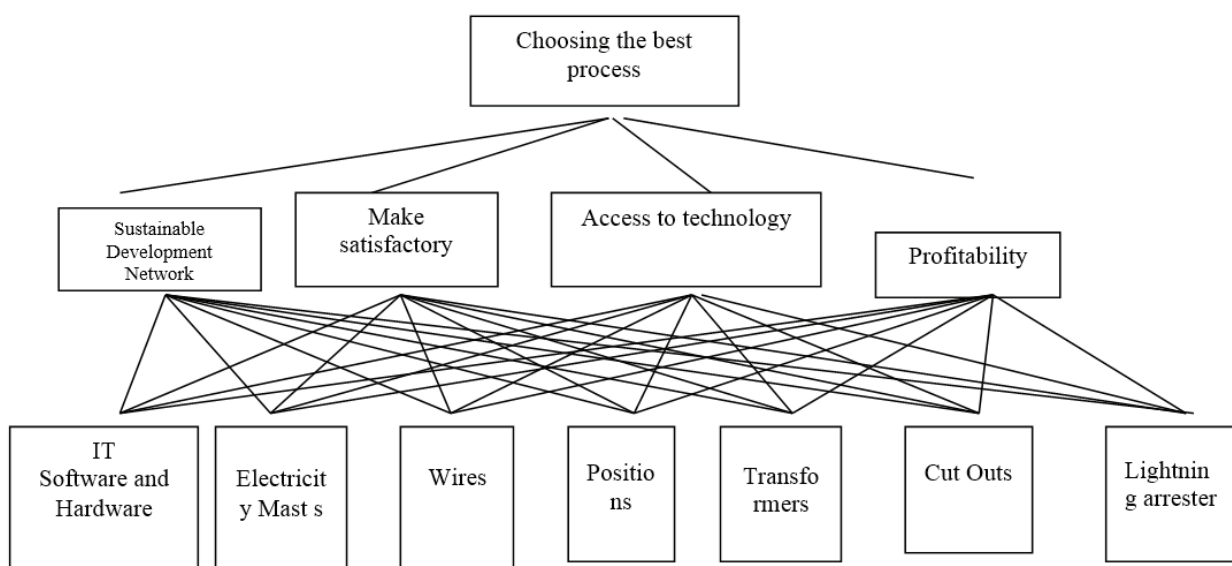 Choosing the best
process
Sustainable
Development
Network
Make
satisfactory
Access to technology
Profitability
IT
Software and
Hardware
Electricit
y Mast s
Wires
Positio
ns
Transfo
rmers
Cut Outs
Lightnin
g arrester